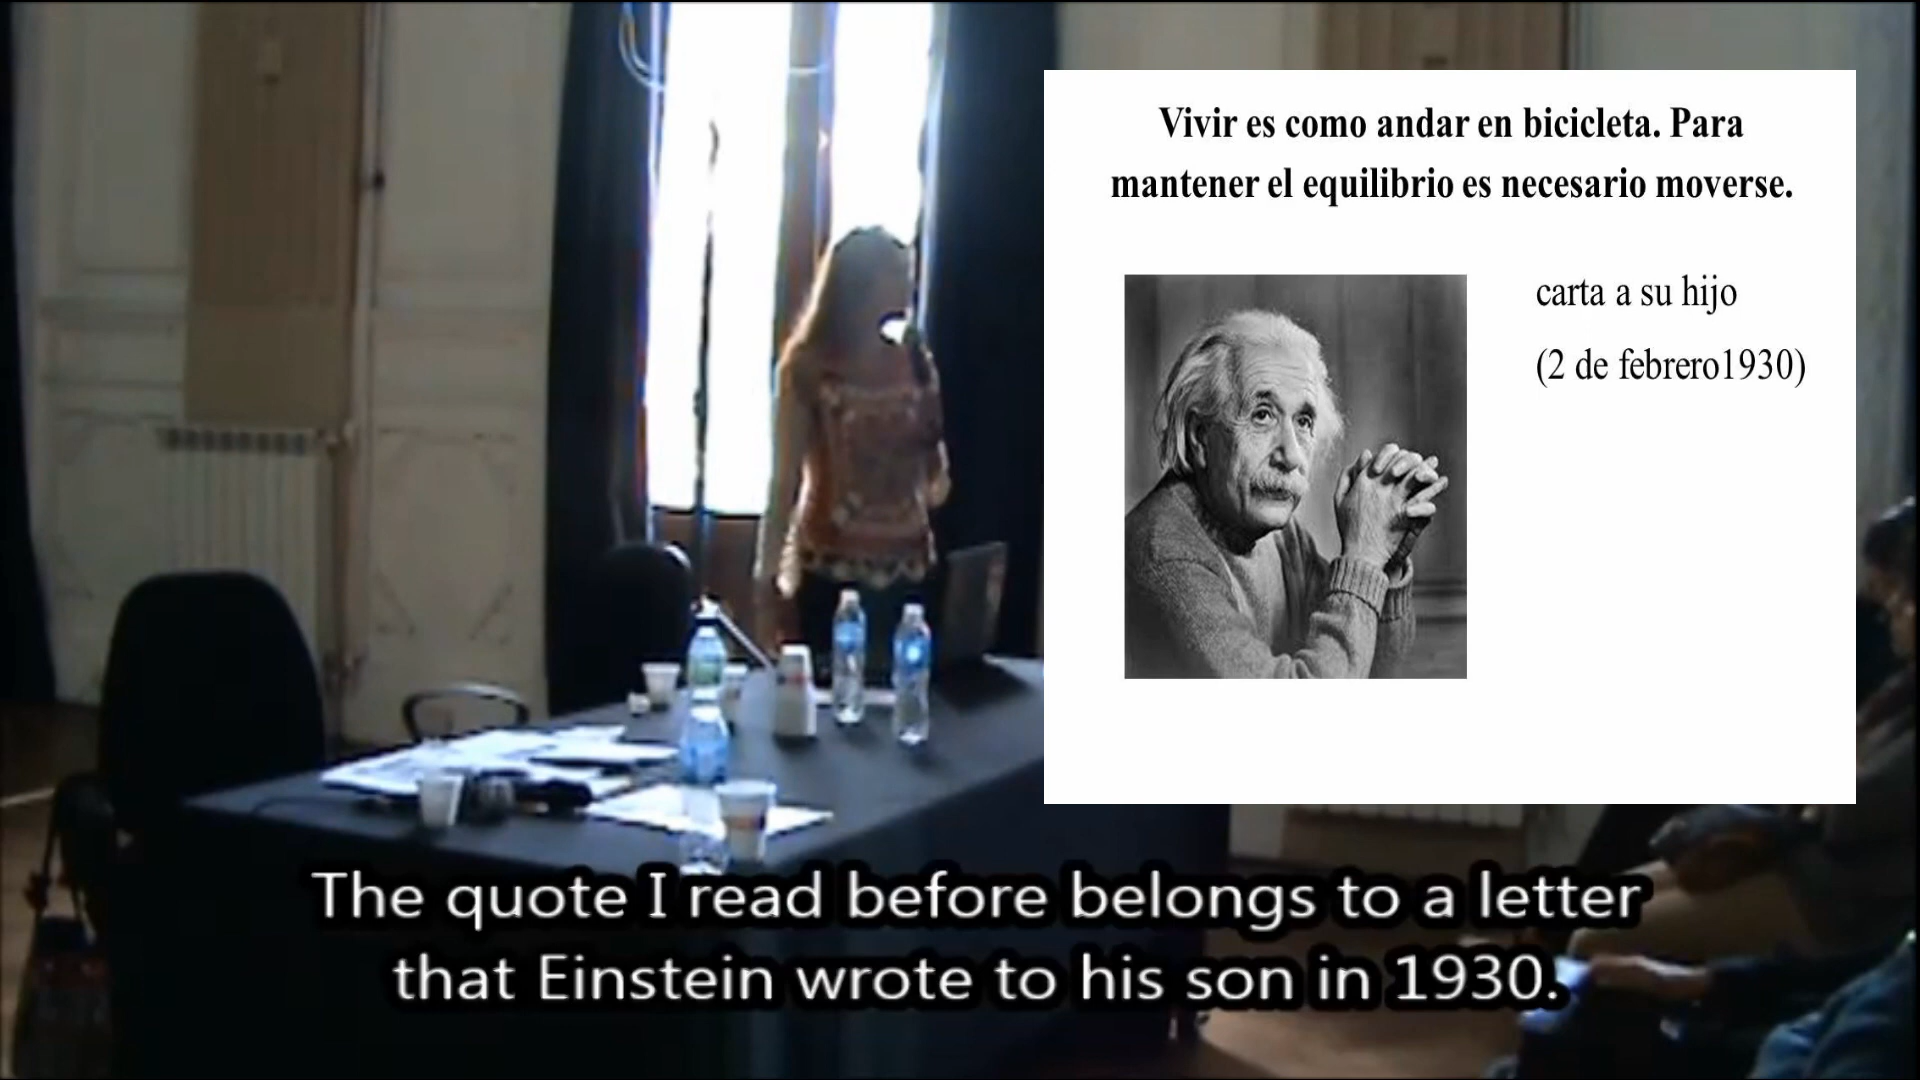 Vivir es como andar en bicicleta. Para
mantener el equilibrio es necesario moverse.
carta a su hijo
(2 de febrero1930)
The quote I read before belongs to a letter
that Einstein wrote to his son in 1930.